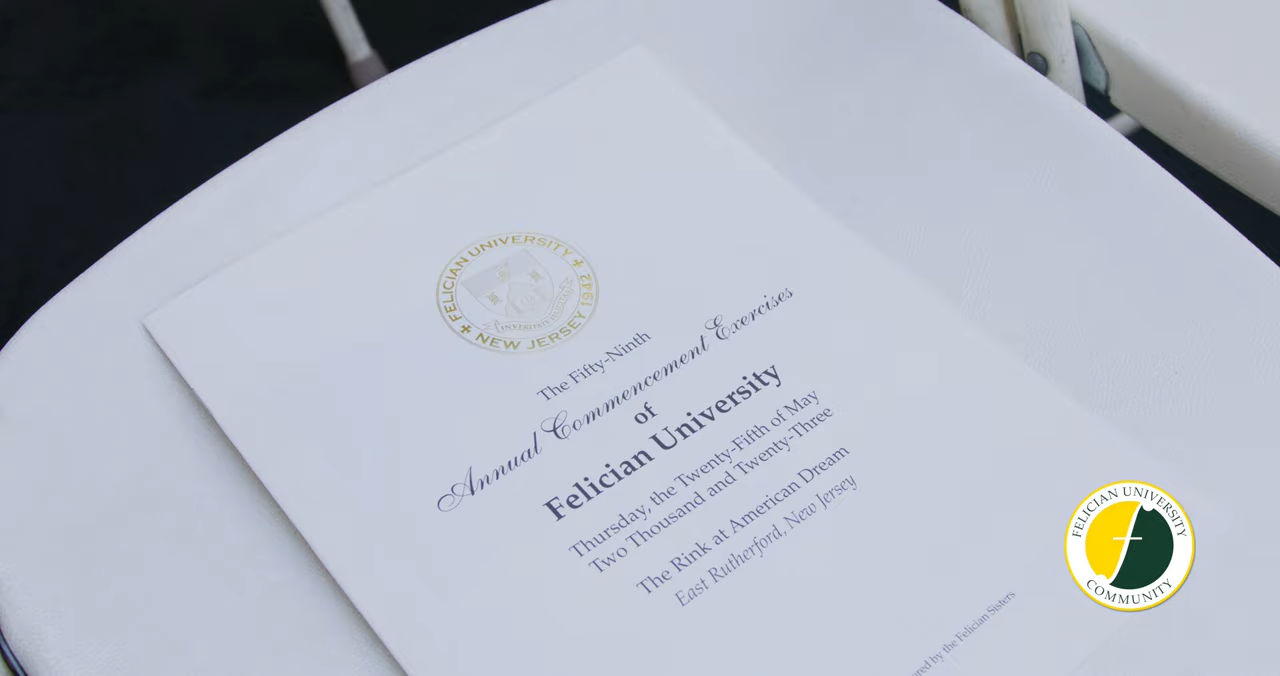 FELICIAN UNIVERSITY
NEW JERSEY 1942
The Fifty-Ninth
Annual Commencement Exercises
of
Felician University
Thursday, the Twenty-Fifth of May
Two Thousand and Twenty-Three
The Rink at American Dream
East Rutherford, New Jersey
by the Felician Sisters
FELICIAN UNIVERSITY
COMMUNITY